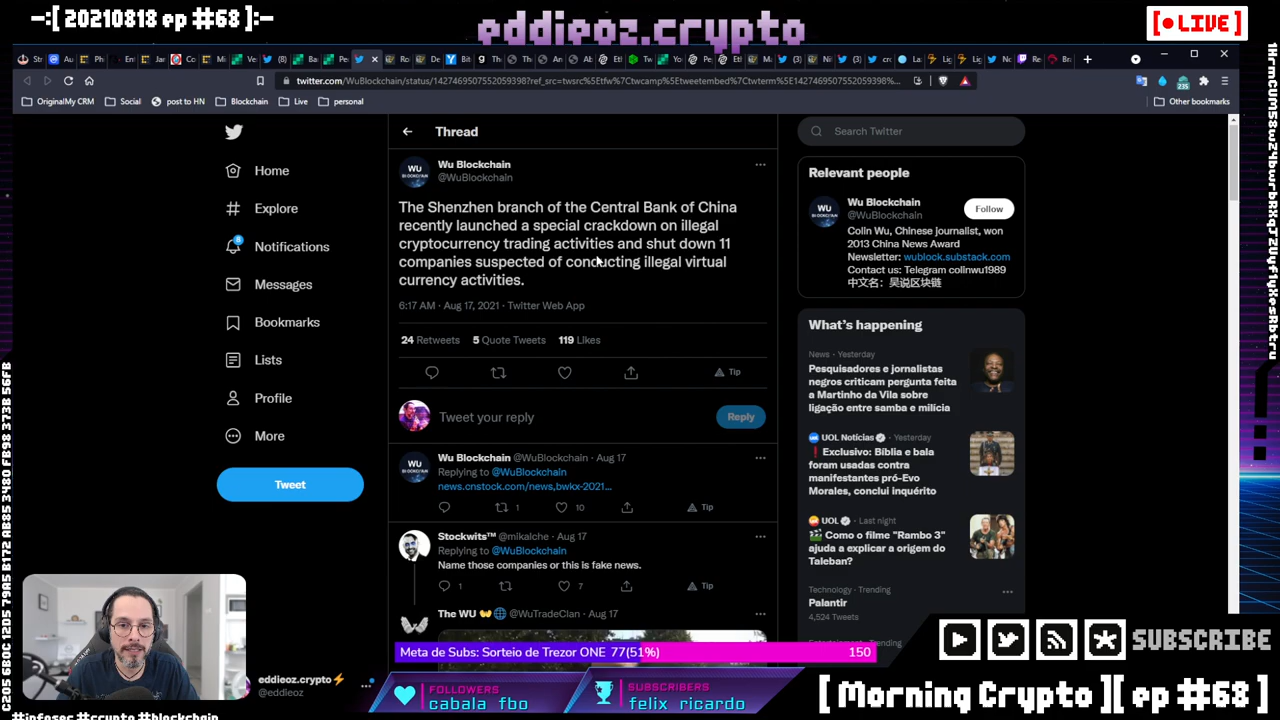 -:[ 20210818 ep #68 ]:-
eddieoz.crypto
[● LIVE]
twitter.com/WuBlockchain/status/1427469507552059398?ref_src=twsrc%5Etfw%7Ctwcamp%5Etweetembed%7Ctwterm%5E1427469507552059398%7C...
OriginalMy CRM
Social
post to HN
Blockchain
Live
personal
Other bookmarks
Home
Explore
8
Notifications
Messages
Bookmarks
Lists
Profile
More
Tweet
Thread
Wu Blockchain
@WuBlockchain
The Shenzhen branch of the Central Bank of China
recently launched a special crackdown on illegal
cryptocurrency trading activities and shut down 11
companies suspected of conducting illegal virtual
currency activities.
6:17 AM · Aug 17, 2021 · Twitter Web App
24 Retweets 5 Quote Tweets 119 Likes
Tip
Tweet your reply
Reply
Wu Blockchain @WuBlockchain · Aug 17
Replying to @WuBlockchain
news.cnstock.com/news,bwkx-2021...
1 10 Tip
Stockwits™ @mikalche · Aug 17
Replying to @WuBlockchain
Name those companies or this is fake news.
1 7 Tip
The WU @WuTradeClan · Aug 17
Search Twitter
Relevant people
Wu Blockchain
@WuBlockchain
Follow
Colin Wu, Chinese journalist, won
2013 China News Award
Newsletter: wublock.substack.com
Contact us: Telegram colinwu1989
中文名：吴说区块链
What's happening
News · Yesterday
Pesquisadores e jornalistas
negros criticam pergunta feita
a Martinho da Vila sobre
ligação entre samba e milícia
UOL Notícias · Yesterday
❗Exclusivo: Bíblia e bala
foram usadas contra
manifestantes pró-Evo
Morales, conclui inquérito
UOL · Last night
🎬 Como o filme "Rambo 3"
ajuda a explicar a origem do
Taleban?
Technology · Trending
Palantir
4,524 Tweets
Trending
Meta de Subs: Sorteio de Trezor ONE 77(51%) 150
SUBSCRIBE
eddieoz.crypto⚡
@eddieoz
FOLLOWERS
cabala_fbo
SUBSCRIBERS
felix_ricardo
[ Morning Crypto ][ ep #68 ]
#infosec #crypto #blockchain